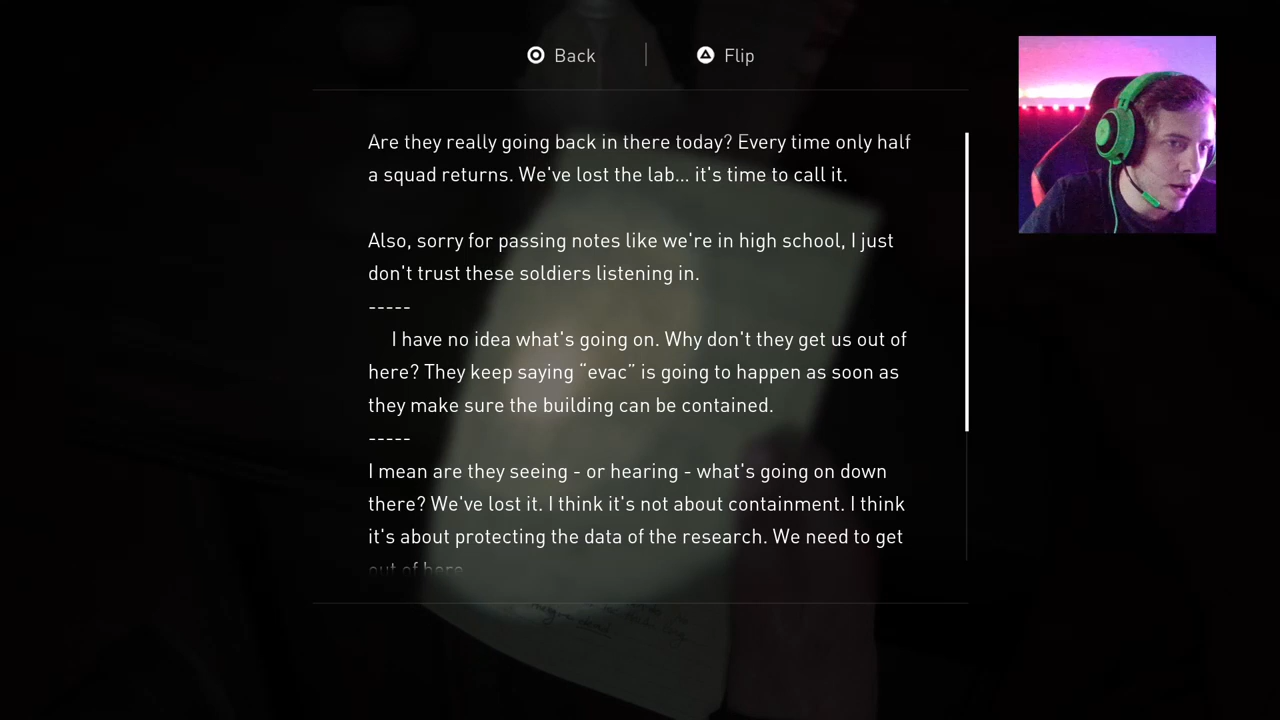 Back | Flip
Are they really going back in there today? Every time only half
a squad returns. We've lost the lab... it's time to call it.
Also, sorry for passing notes like we're in high school, I just
don't trust these soldiers listening in.
-----
I have no idea what's going on. Why don't they get us out of
here? They keep saying “evac” is going to happen as soon as
they make sure the building can be contained.
-----
I mean are they seeing - or hearing - what's going on down
there? We've lost it. I think it's not about containment. I think
it's about protecting the data of the research. We need to get
out of here